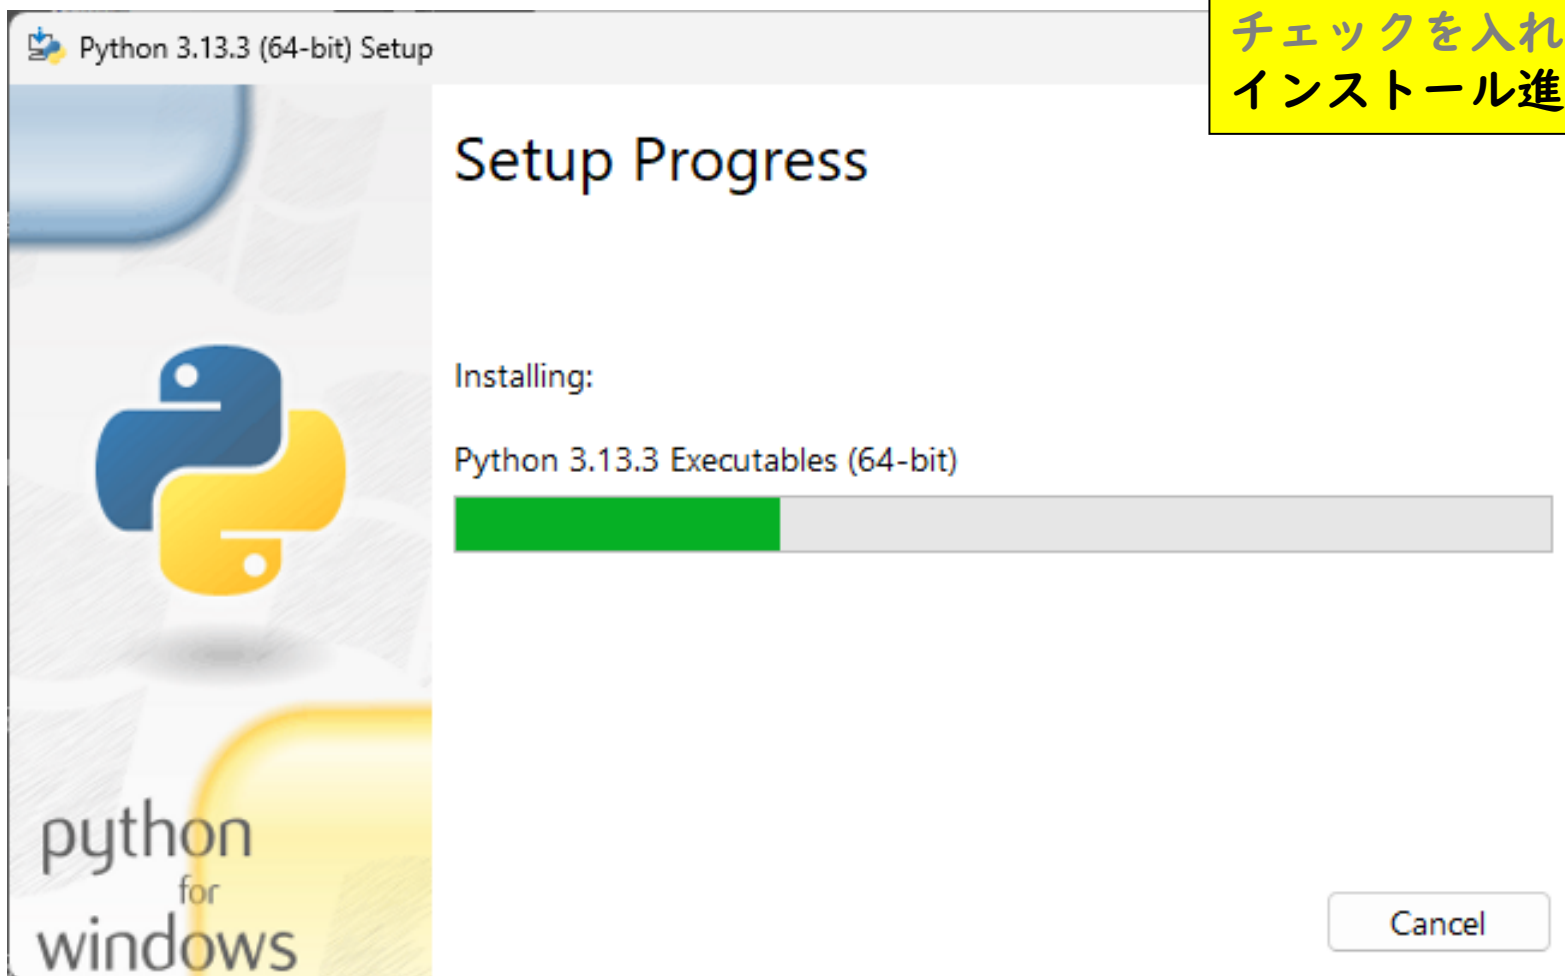 Python 3.13.3 (64-bit) Setup
チェックを入れ
インストール進
Setup Progress
Installing:
Python 3.13.3 Executables (64-bit)
python
for
windows
Cancel